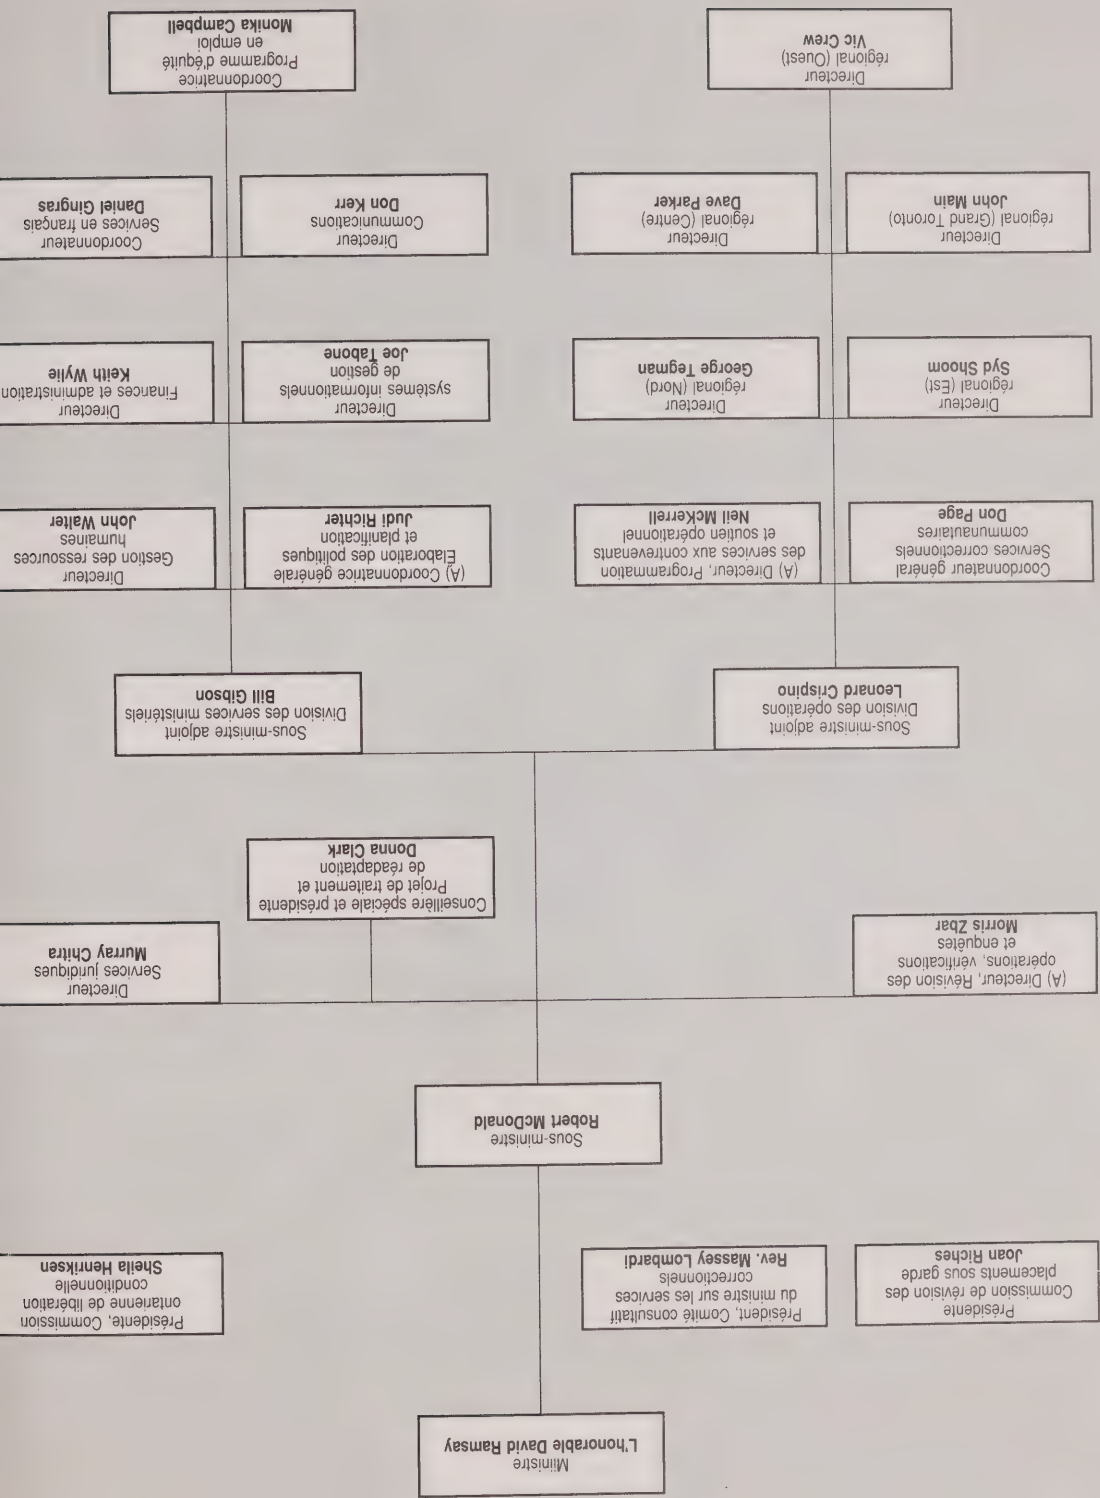 Miinistre
L'honorable David Ramsay
Présidente
Commission de révision des
placements sous garde
Joan Riches
Président, Comité consultatif
du ministre sur les services
correctionnels
Rev. Massey Lombardi
Présidente, Commission
ontarienne de libération
conditionnelle
Sheila Henriksen
Sous-ministre
Robert McDonald
(A) Directeur, Révision des
opérations, vérifications
et enquêtes
Morris Zbar
Directeur
Services juridiques
Murray Chitra
Conseillère spéciale et présidente
Projet de traitement et
de réadaptation
Donna Clark
Sous-ministre adjoint
Division des opérations
Leonard Crispino
Sous-ministre adjoint
Division des services ministériels
Bill Gibson
Coordonnateur général
Services correctionnels
communautaires
Don Page
(A) Directeur, Programmation
des services aux contrevenants
et soutien opérationnel
Neil McKerrell
(A) Coordonnatrice générale
Élaboration des politiques
et planification
Judi Richter
Directeur
Gestion des ressources
humaines
John Walter
Directeur
régional (Est)
Syd Shoom
Directeur
régional (Nord)
George Tegman
Directeur
systèmes informationnels
de gestion
Joe Tabone
Directeur
Finances et administration
Keith Wylie
Directeur
régional (Grand Toronto)
John Main
Directeur
régional (Centre)
Dave Parker
Directeur
Communications
Don Kerr
Coordonnateur
Services en français
Daniel Gingras
Directeur
régional (Ouest)
Vic Crew
Coordonnatrice
Programme d'équité
en emploi
Monika Campbell